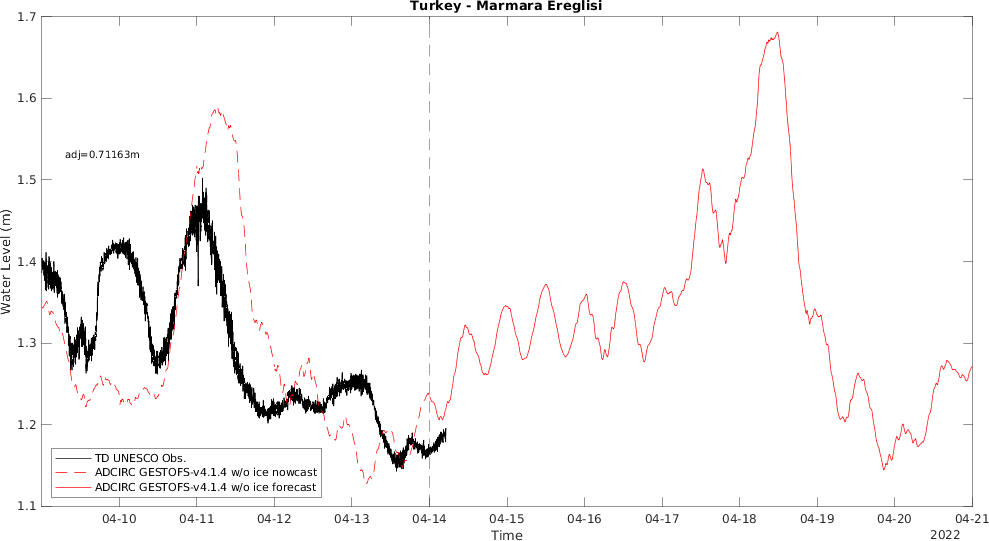 Turkey - Marmara Ereglisi
Water Level (m)
1.7
1.6
1.5
1.4
1.3
1.2
1.1
adj=0.71163m
TD UNESCO Obs.
ADCIRC GESTOFS-v4.1.4 w/o ice nowcast
ADCIRC GESTOFS-v4.1.4 w/o ice forecast
04-10 04-11 04-12 04-13 04-14 04-15 04-16 04-17 04-18 04-19 04-20 04-21
Time
2022